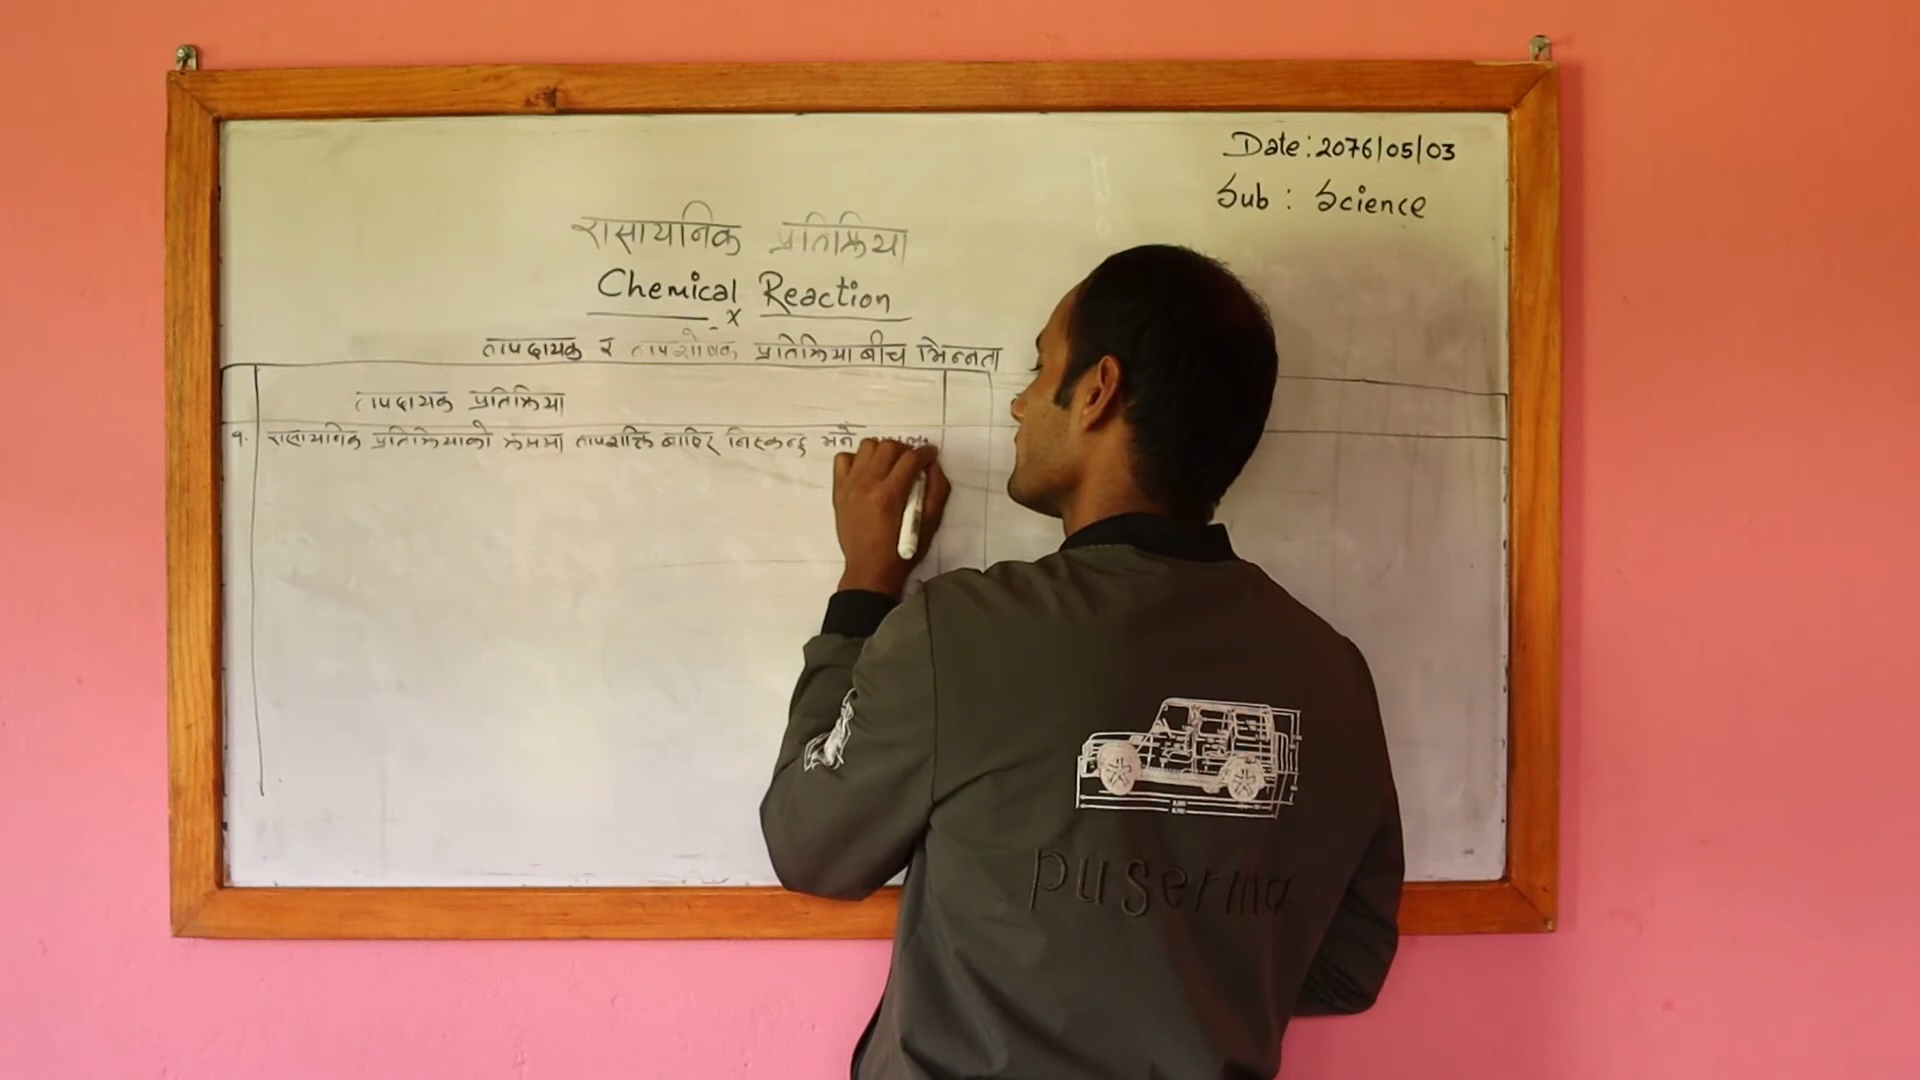 Date: 2076/05/03
Sub : Science
रासायनिक प्रतिक्रिया
Chemical Reaction
x
तापदायक र तापशोषक प्रतिक्रिया बीच भिन्नता
तापदायक प्रतिक्रिया
१. रासायनिक प्रतिक्रियाको क्रममा तापशक्ति बाहिर निस्कन्छ भने
puserma